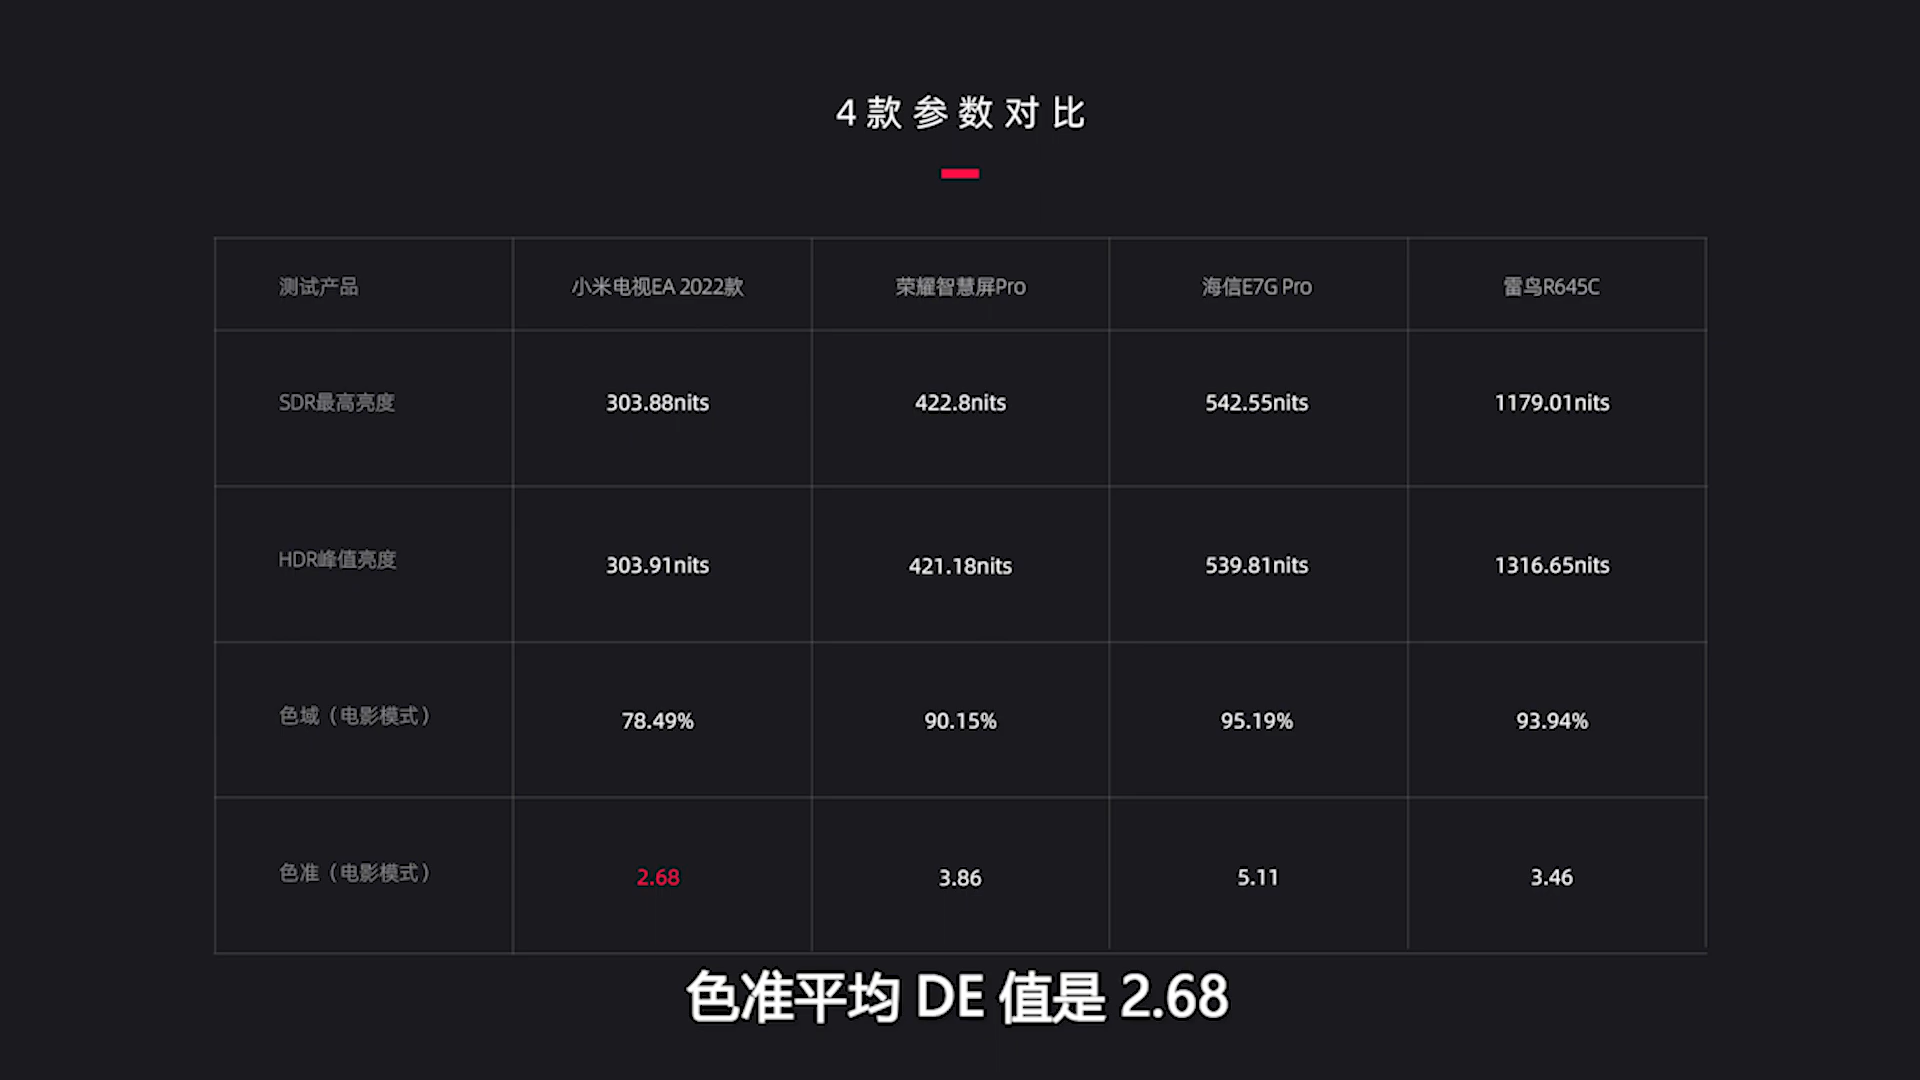 4款参数对比
测试产品 小米电视EA 2022款 荣耀智慧屏Pro 海信E7G Pro 雷鸟R645C
SDR最高亮度 303.88nits 422.8nits 542.55nits 1179.01nits
HDR峰值亮度 303.91nits 421.18nits 539.81nits 1316.65nits
色域（电影模式） 78.49% 90.15% 95.19% 93.94%
色准（电影模式） 2.68 3.86 5.11 3.46
色准平均 DE 值是 2.68